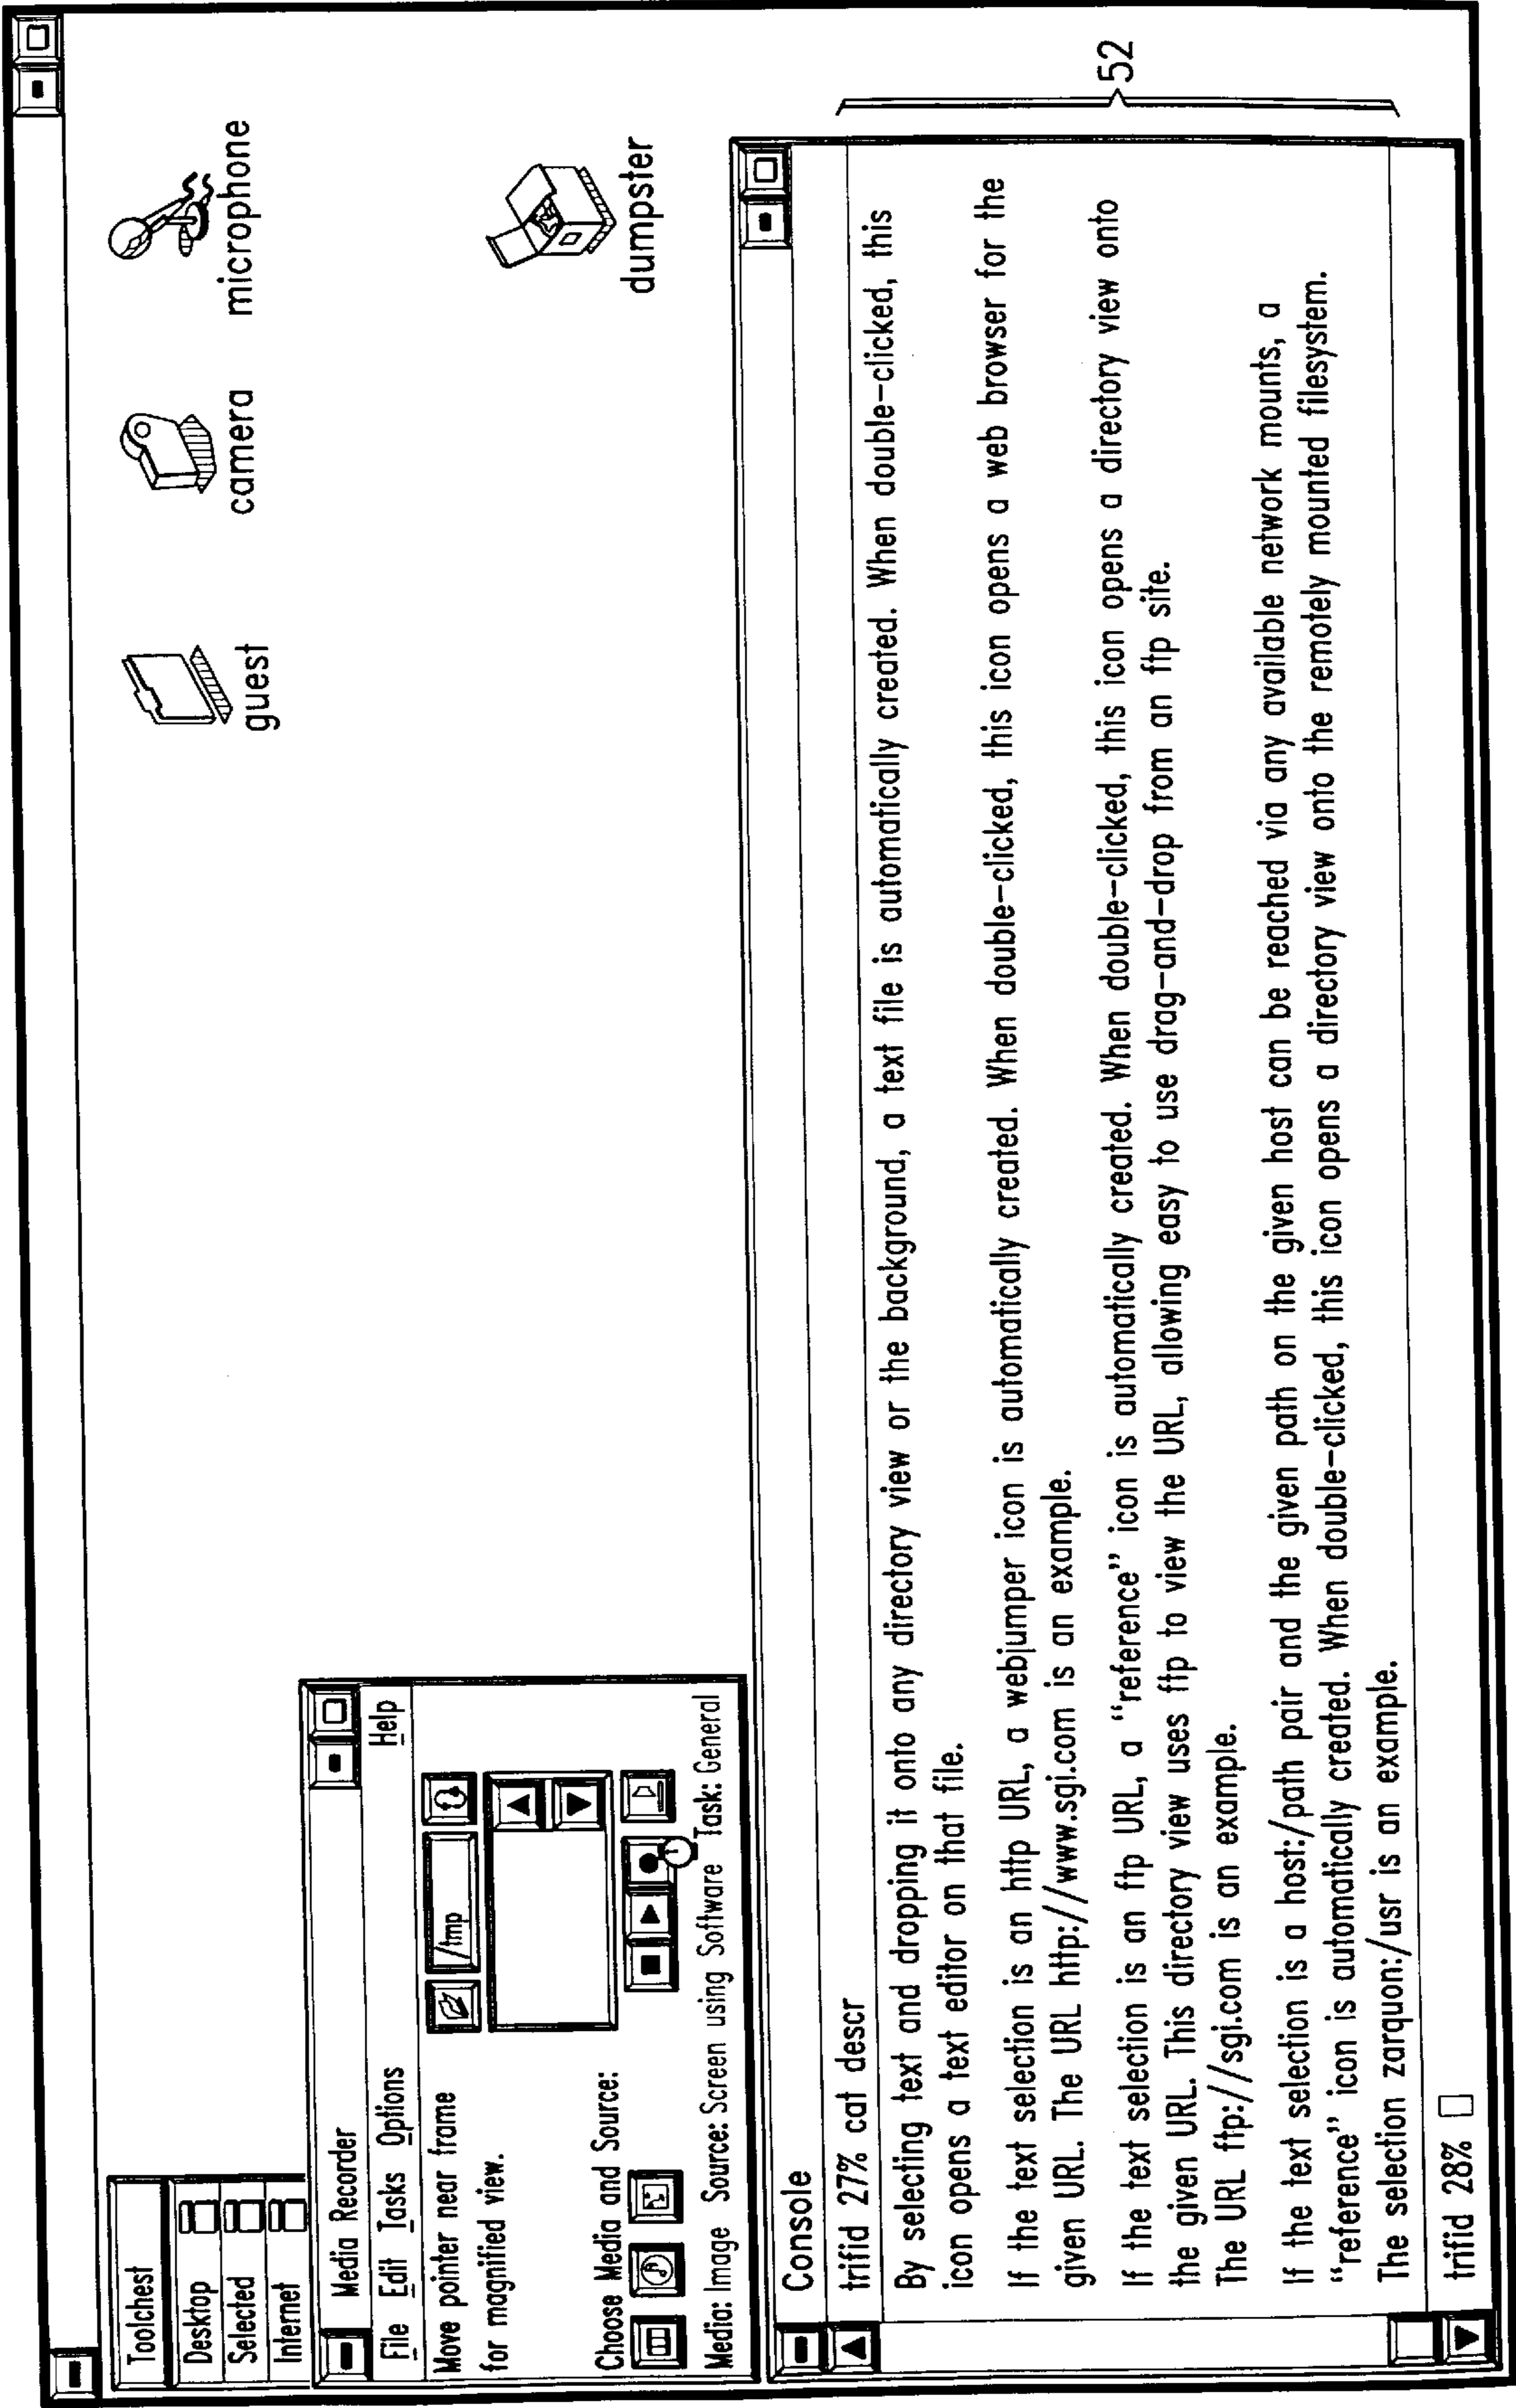 Toolchest
Desktop
Selected
Internet
guest
camera
microphone
dumpster
Media Recorder
File Edit Tasks Options Help
Move pointer near frame
for magnified view.
/tmp
Choose Media and Source:
Media: Image Source: Screen using Software Task: General
Console
trifid 27% cat descr
By selecting text and dropping it onto any directory view or the background, a text file is automatically created. When double-clicked, this
icon opens a text editor on that file.
If the text selection is an http URL, a webjumper icon is automatically created. When double-clicked, this icon opens a web browser for the
given URL. The URL http://www.sgi.com is an example.
If the text selection is an ftp URL, a “reference” icon is automatically created. When double-clicked, this icon opens a directory view onto
the given URL. This directory view uses ftp to view the URL, allowing easy to use drag-and-drop from an ftp site.
The URL ftp://sgi.com is an example.
If the text selection is a host:/path pair and the given path on the given host can be reached via any available network mounts, a
“reference” icon is automatically created. When double-clicked, this icon opens a directory view onto the remotely mounted filesystem.
The selection zarquon:/usr is an example.
trifid 28%
52